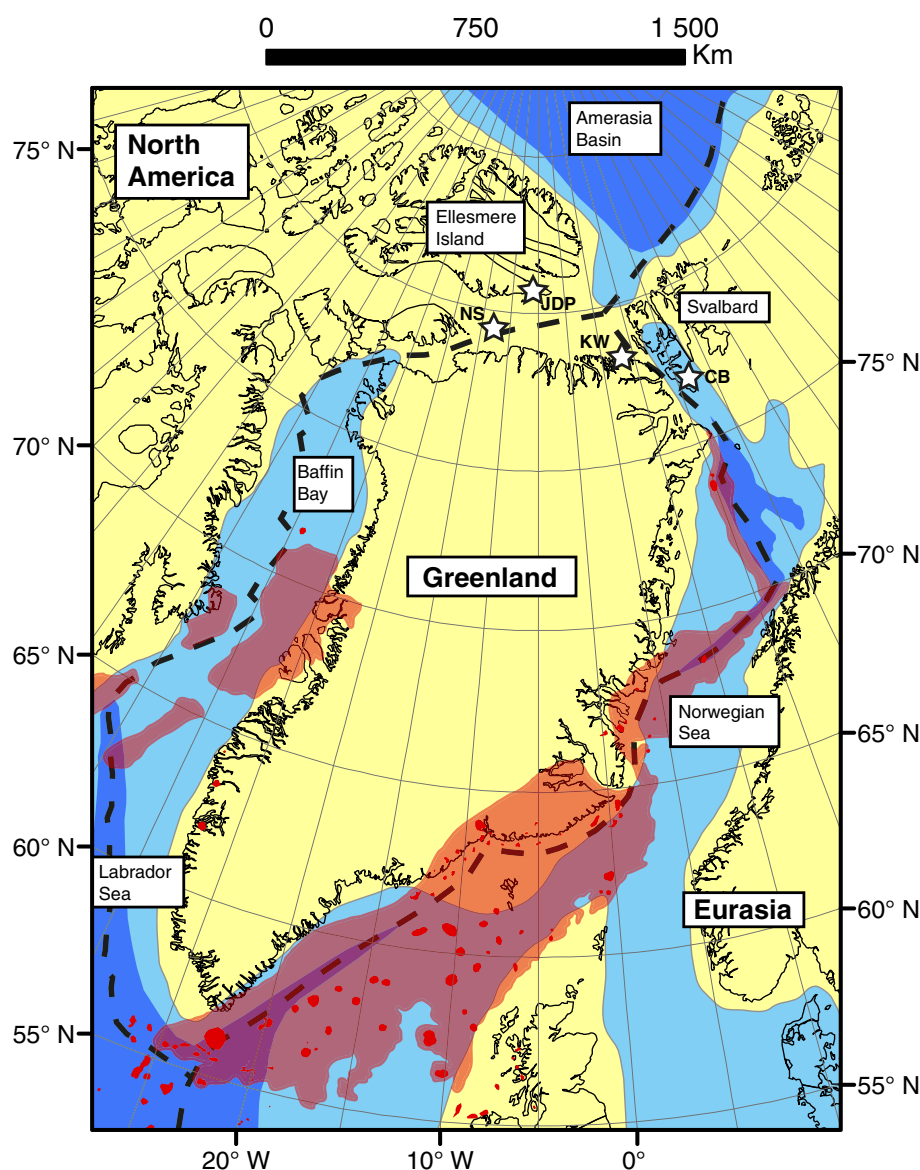 0 750 1 500
Km
North
America
Amerasia
Basin
75° N
Ellesmere
Island
JDP
NS
Svalbard
KW
75° N
CB
70° N
Baffin
Bay
70° N
Greenland
65° N
Norwegian
Sea
65° N
60° N
Labrador
Sea
Eurasia
60° N
55° N
55° N
20° W 10° W 0°